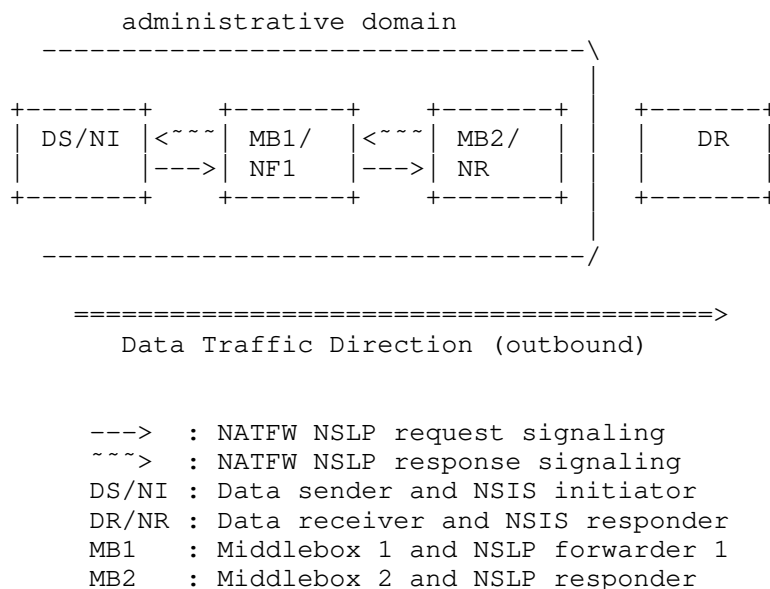 administrative domain
----------------------------------\
|
+-------+ +-------+ +-------+ | +-------+
| DS/NI |<~~~| MB1/ |<~~~| MB2/ | | | DR |
| |--->| NF1 |--->| NR | | | |
+-------+ +-------+ +-------+ | +-------+
|
----------------------------------/
========================================>
Data Traffic Direction (outbound)
---> : NATFW NSLP request signaling
~~~> : NATFW NSLP response signaling
DS/NI : Data sender and NSIS initiator
DR/NR : Data receiver and NSIS responder
MB1 : Middlebox 1 and NSLP forwarder 1
MB2 : Middlebox 2 and NSLP responder